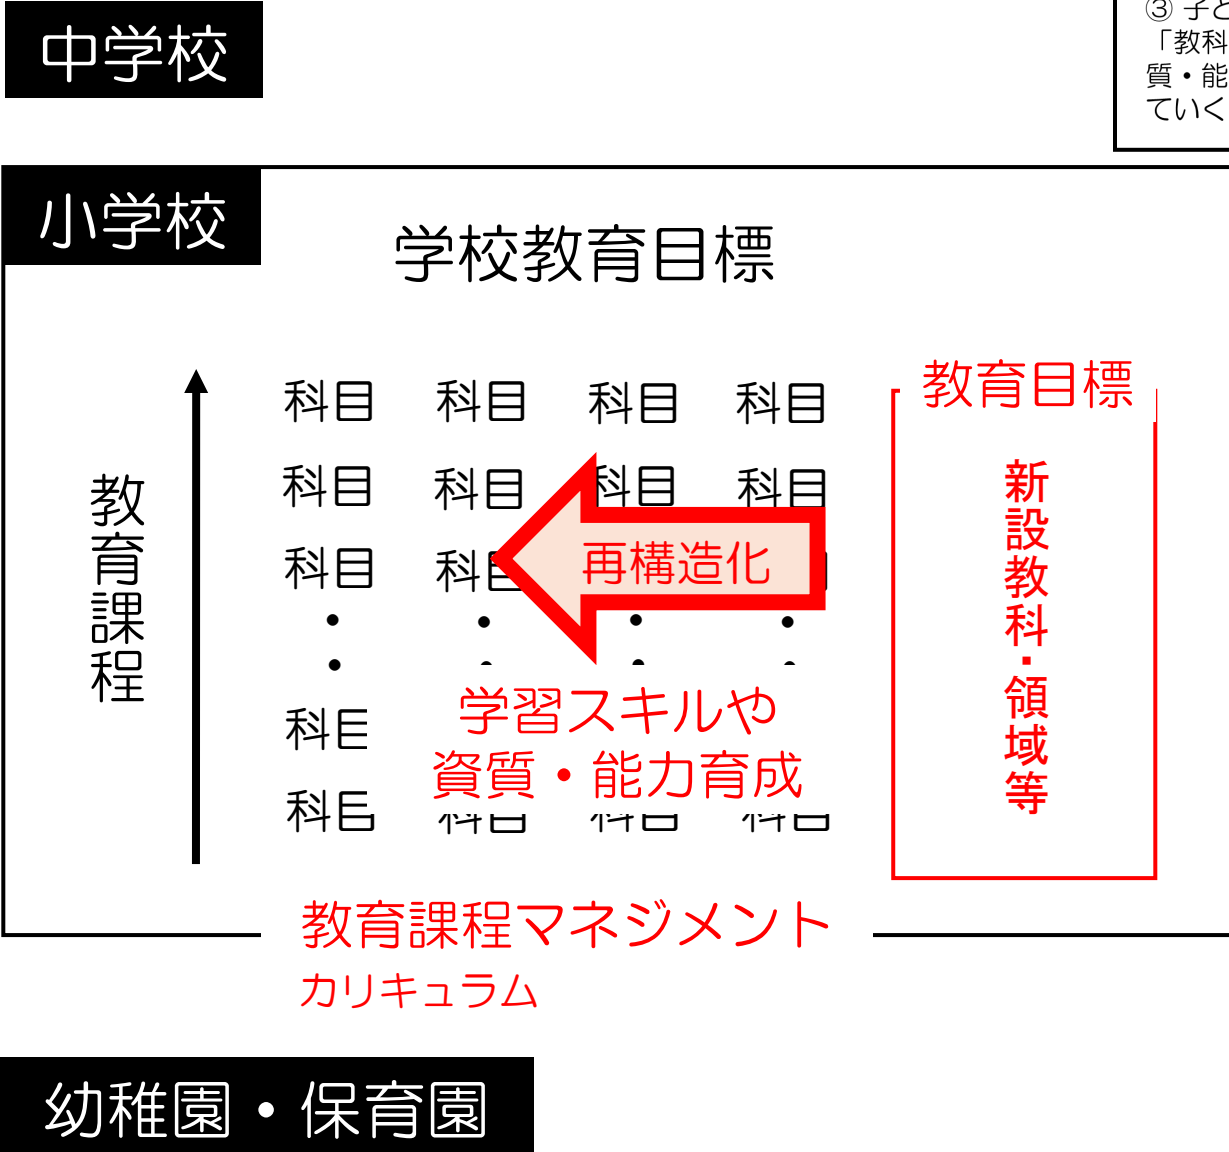 中学校
③ 子ど
「教科
質・能
ていく
小学校
学校教育目標
教育課程
科目 科目 科目 科目
科目 科目 科目 科目
科目 科
再構造化
・ ・ ・ ・
・ ・ ・ ・
科目
学習スキルや
資質・能力育成
科目 科目 科目 科目
教育目標
新設教科・領域等
教育課程マネジメント
カリキュラム
幼稚園・保育園